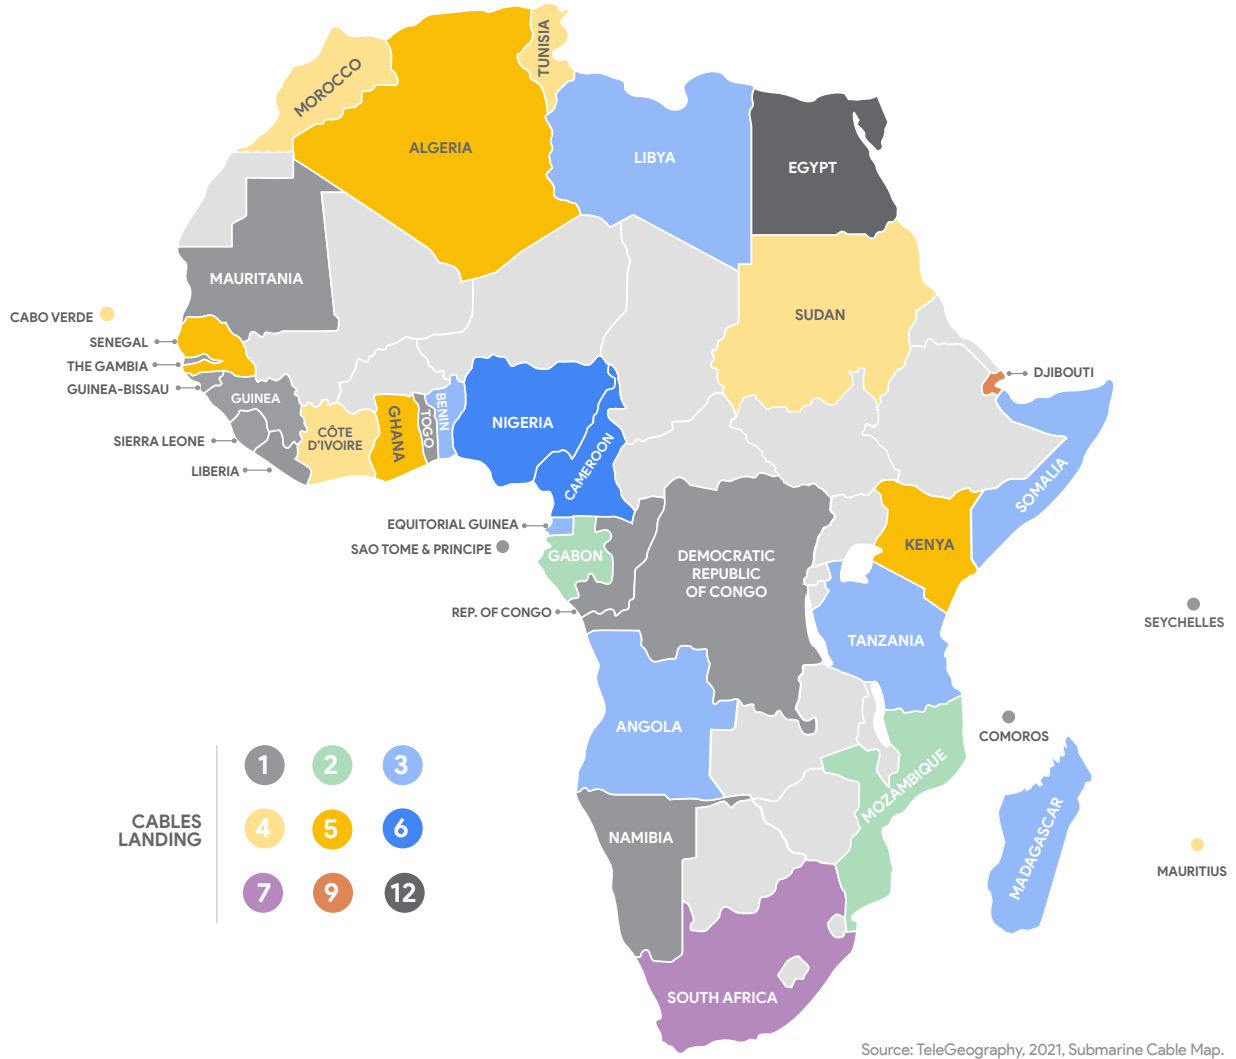 TUNISIA
MOROCCO
ALGERIA
LIBYA
EGYPT
MAURITANIA
CABO VERDE
SENEGAL
SUDAN
THE GAMBIA
DJIBOUTI
GUINEA-BISSAU
GUINEA
SIERRA LEONE
CÔTE
D'IVOIRE
GHANA
TOGO
BENIN
NIGERIA
LIBERIA
CAMEROON
SOMALIA
EQUITORIAL GUINEA
SAO TOME & PRINCIPE
GABON
DEMOCRATIC
REPUBLIC
OF CONGO
KENYA
REP. OF CONGO
SEYCHELLES
TANZANIA
ANGOLA
COMOROS
MOZAMBIQUE
MADAGASCAR
NAMIBIA
MAURITIUS
SOUTH AFRICA
CABLES
LANDING
1 2 3
4 5 6
7 9 12
Source: TeleGeography, 2021, Submarine Cable Map.